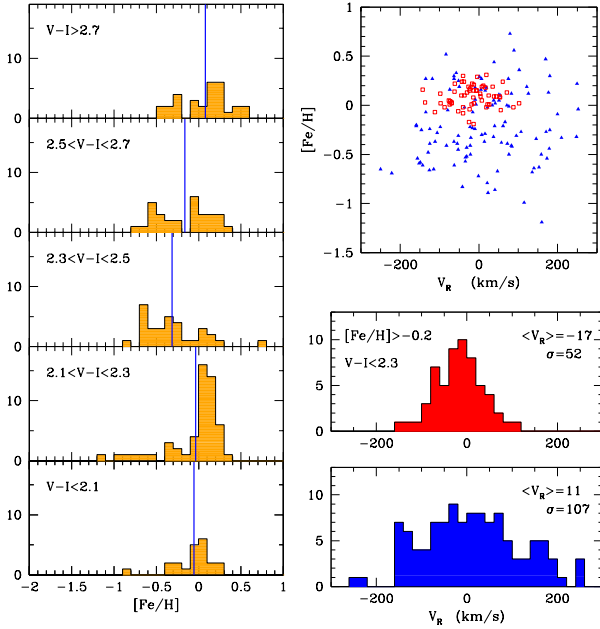 V−I>2.7
10
0
2.5<V−I<2.7
10
0
2.3<V−I<2.5
10
0
2.1<V−I<2.3
10
0
V−I<2.1
10
0
−2 −1.5 −1 −0.5 0 0.5 1
[Fe/H]
1
0.5
0
−0.5
−1
−1.5
[Fe/H]
−200 0 200
V_R (km/s)
10
5
0
[Fe/H]>−0.2
V−I<2.3
<V_R>=−17
σ=52
−200 0 200
10
5
0
<V_R>=11
σ=107
−200 0 200
V_R (km/s)